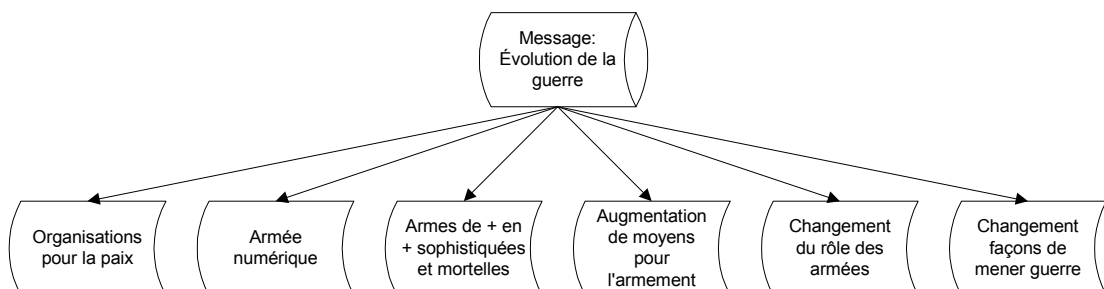 Message:
Évolution de la
guerre
Organisations
pour la paix
Armée
numérique
Armes de + en
+ sophistiquées
et mortelles
Augmentation
de moyens
pour
l'armement
Changement
du rôle des
armées
Changement
façons de
mener guerre